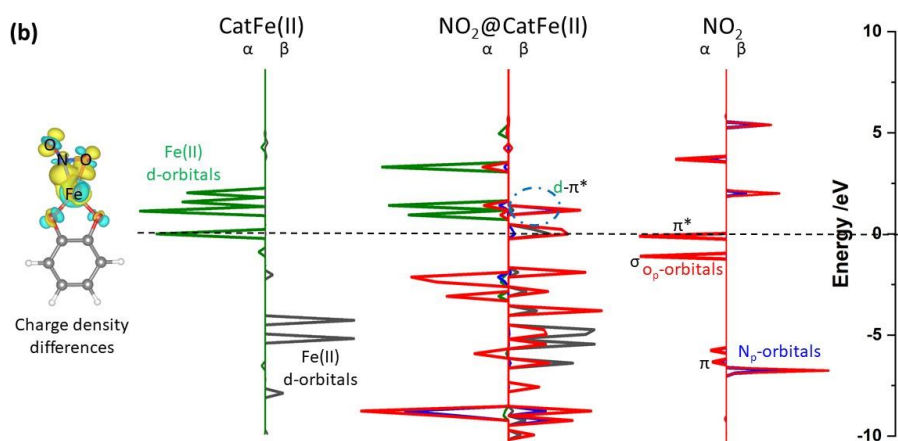 (b)
CatFe(II)
α β
NO₂@CatFe(II)
α β
NO₂
α β
10
5
0
-5
-10
Energy /eV
O
N
O
Fe
Charge density
differences
Fe(II)
d-orbitals
Fe(II)
d-orbitals
d-π*
π*
σ
Oₚ-orbitals
π
Nₚ-orbitals